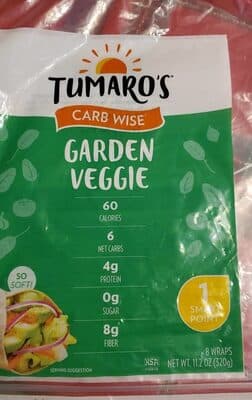 TUMARO'S
CARB WISE
GARDEN
VEGGIE
60
CALORIES
6
NET CARBS
4g
PROTEIN
0g
SUGAR
8g
FIBER
SO
SOFT!
1
POINT
8 WRAPS
NET WT. 11.2 OZ (320g)
SERVING SUGGESTION